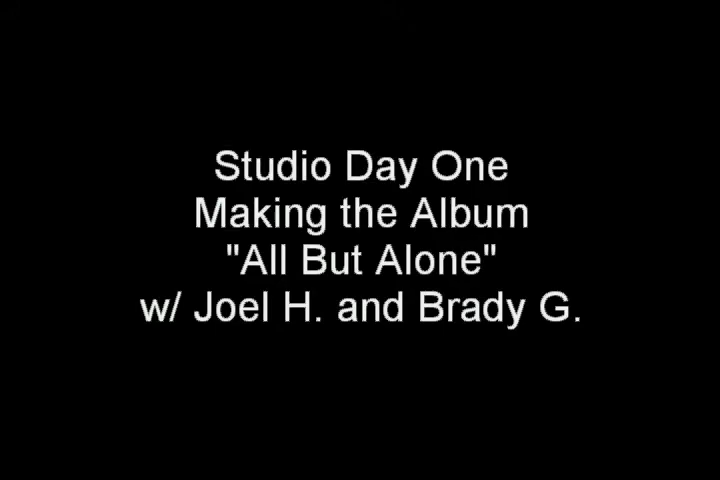 Studio Day One
Making the Album
"All But Alone"
w/ Joel H. and Brady G.